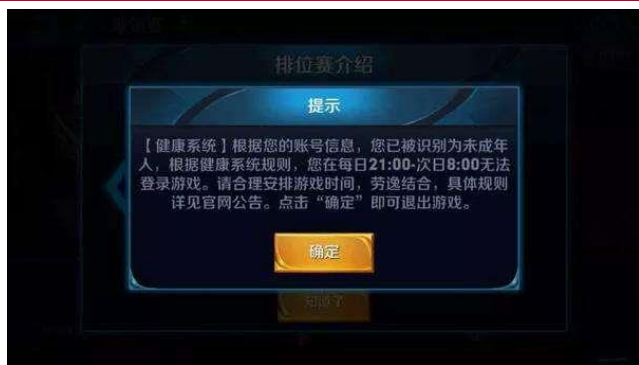 排位赛介绍
提示
【健康系统】根据您的账号信息，您已被识别为未成年
人，根据健康系统规则，您在每日21:00-次日8:00无法
登录游戏。请合理安排游戏时间，劳逸结合，具体规则
详见官网公告。点击“确定”即可退出游戏。
确定
知道了